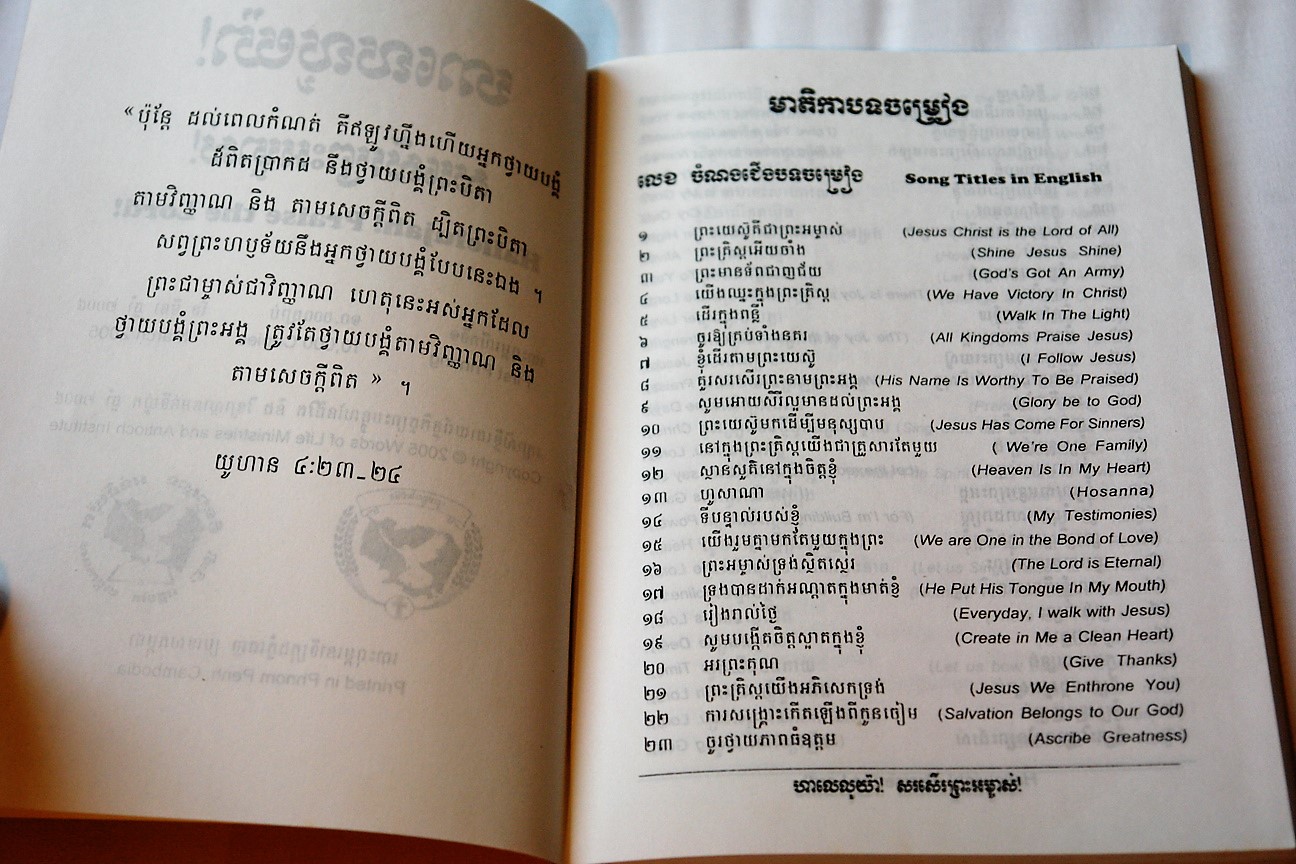 « ប៉ុន្តែ ដល់ពេលកំណត់ គឺឥឡូវហ្នឹងហើយអ្នកថ្វាយបង្គំ
ដ៏ពិតប្រាកដ នឹងថ្វាយបង្គំព្រះបិតា
តាមវិញ្ញាណ និង តាមសេចក្ដីពិត ដ្បិតព្រះបិតា
សព្វព្រះហឫទ័យនឹងអ្នកថ្វាយបង្គំបែបនេះឯង ។
ព្រះជាម្ចាស់ជាវិញ្ញាណ ហេតុនេះអស់អ្នកដែល
ថ្វាយបង្គំព្រះអង្គ ត្រូវតែថ្វាយបង្គំតាមវិញ្ញាណ និង
តាមសេចក្ដីពិត » ។
យូហាន ៤:២៣-២៤
មាតិកាបទចម្រៀង
លេខ ចំណងជើងបទចម្រៀង Song Titles in English
១ ព្រះយេស៊ូគឺជាព្រះអម្ចាស់ (Jesus Christ is the Lord of All)
២ ព្រះគ្រិស្តអើយចាំង (Shine Jesus Shine)
៣ ព្រះមានទ័ពជាញជ័យ (God's Got An Army)
៤ យើងឈ្នះក្នុងព្រះគ្រិស្ត (We Have Victory In Christ)
៥ ដើរក្នុងពន្លឺ (Walk In The Light)
៦ ចូរឱ្យគ្រប់ទាំងនគរ (All Kingdoms Praise Jesus)
៧ ខ្ញុំដើរតាមព្រះយេស៊ូ (I Follow Jesus)
៨ គួរសរសើរព្រះនាមព្រះអង្គ (His Name Is Worthy To Be Praised)
៩ សូមអោយសិរីល្អមានដល់ព្រះអង្គ (Glory be to God)
១០ ព្រះយេស៊ូមកដើម្បីមនុស្សបាប (Jesus Has Come For Sinners)
១១ នៅក្នុងព្រះគ្រិស្តយើងជាគ្រួសារតែមួយ ( We're One Family)
១២ ស្ថានសួគ៌នៅក្នុងចិត្តខ្ញុំ (Heaven Is In My Heart)
១៣ ហូសាណា (Hosanna)
១៤ ទីបន្ទាល់របស់ខ្ញុំ (My Testimonies)
១៥ យើងរួមគ្នាមកតែមួយក្នុងព្រះ (We are One in the Bond of Love)
១៦ ព្រះអម្ចាស់ទ្រង់ស្ថិតស្ថេរ (The Lord is Eternal)
១៧ ទ្រង់បានដាក់អណ្ដាតក្នុងមាត់ខ្ញុំ (He Put His Tongue In My Mouth)
១៨ រៀងរាល់ថ្ងៃ (Everyday, I walk with Jesus)
១៩ សូមបង្កើតចិត្តស្អាតក្នុងខ្ញុំ (Create in Me a Clean Heart)
២០ អរព្រះគុណ (Give Thanks)
២១ ព្រះគ្រិស្តយើងអភិសេកទ្រង់ (Jesus We Enthrone You)
២២ ការសង្គ្រោះកើតឡើងពីកូនចៀម (Salvation Belongs to Our God)
២៣ ចូរថ្វាយភាពធំឧត្តម (Ascribe Greatness)
ហាលេលូយ៉ា! សរសើរព្រះអម្ចាស់!